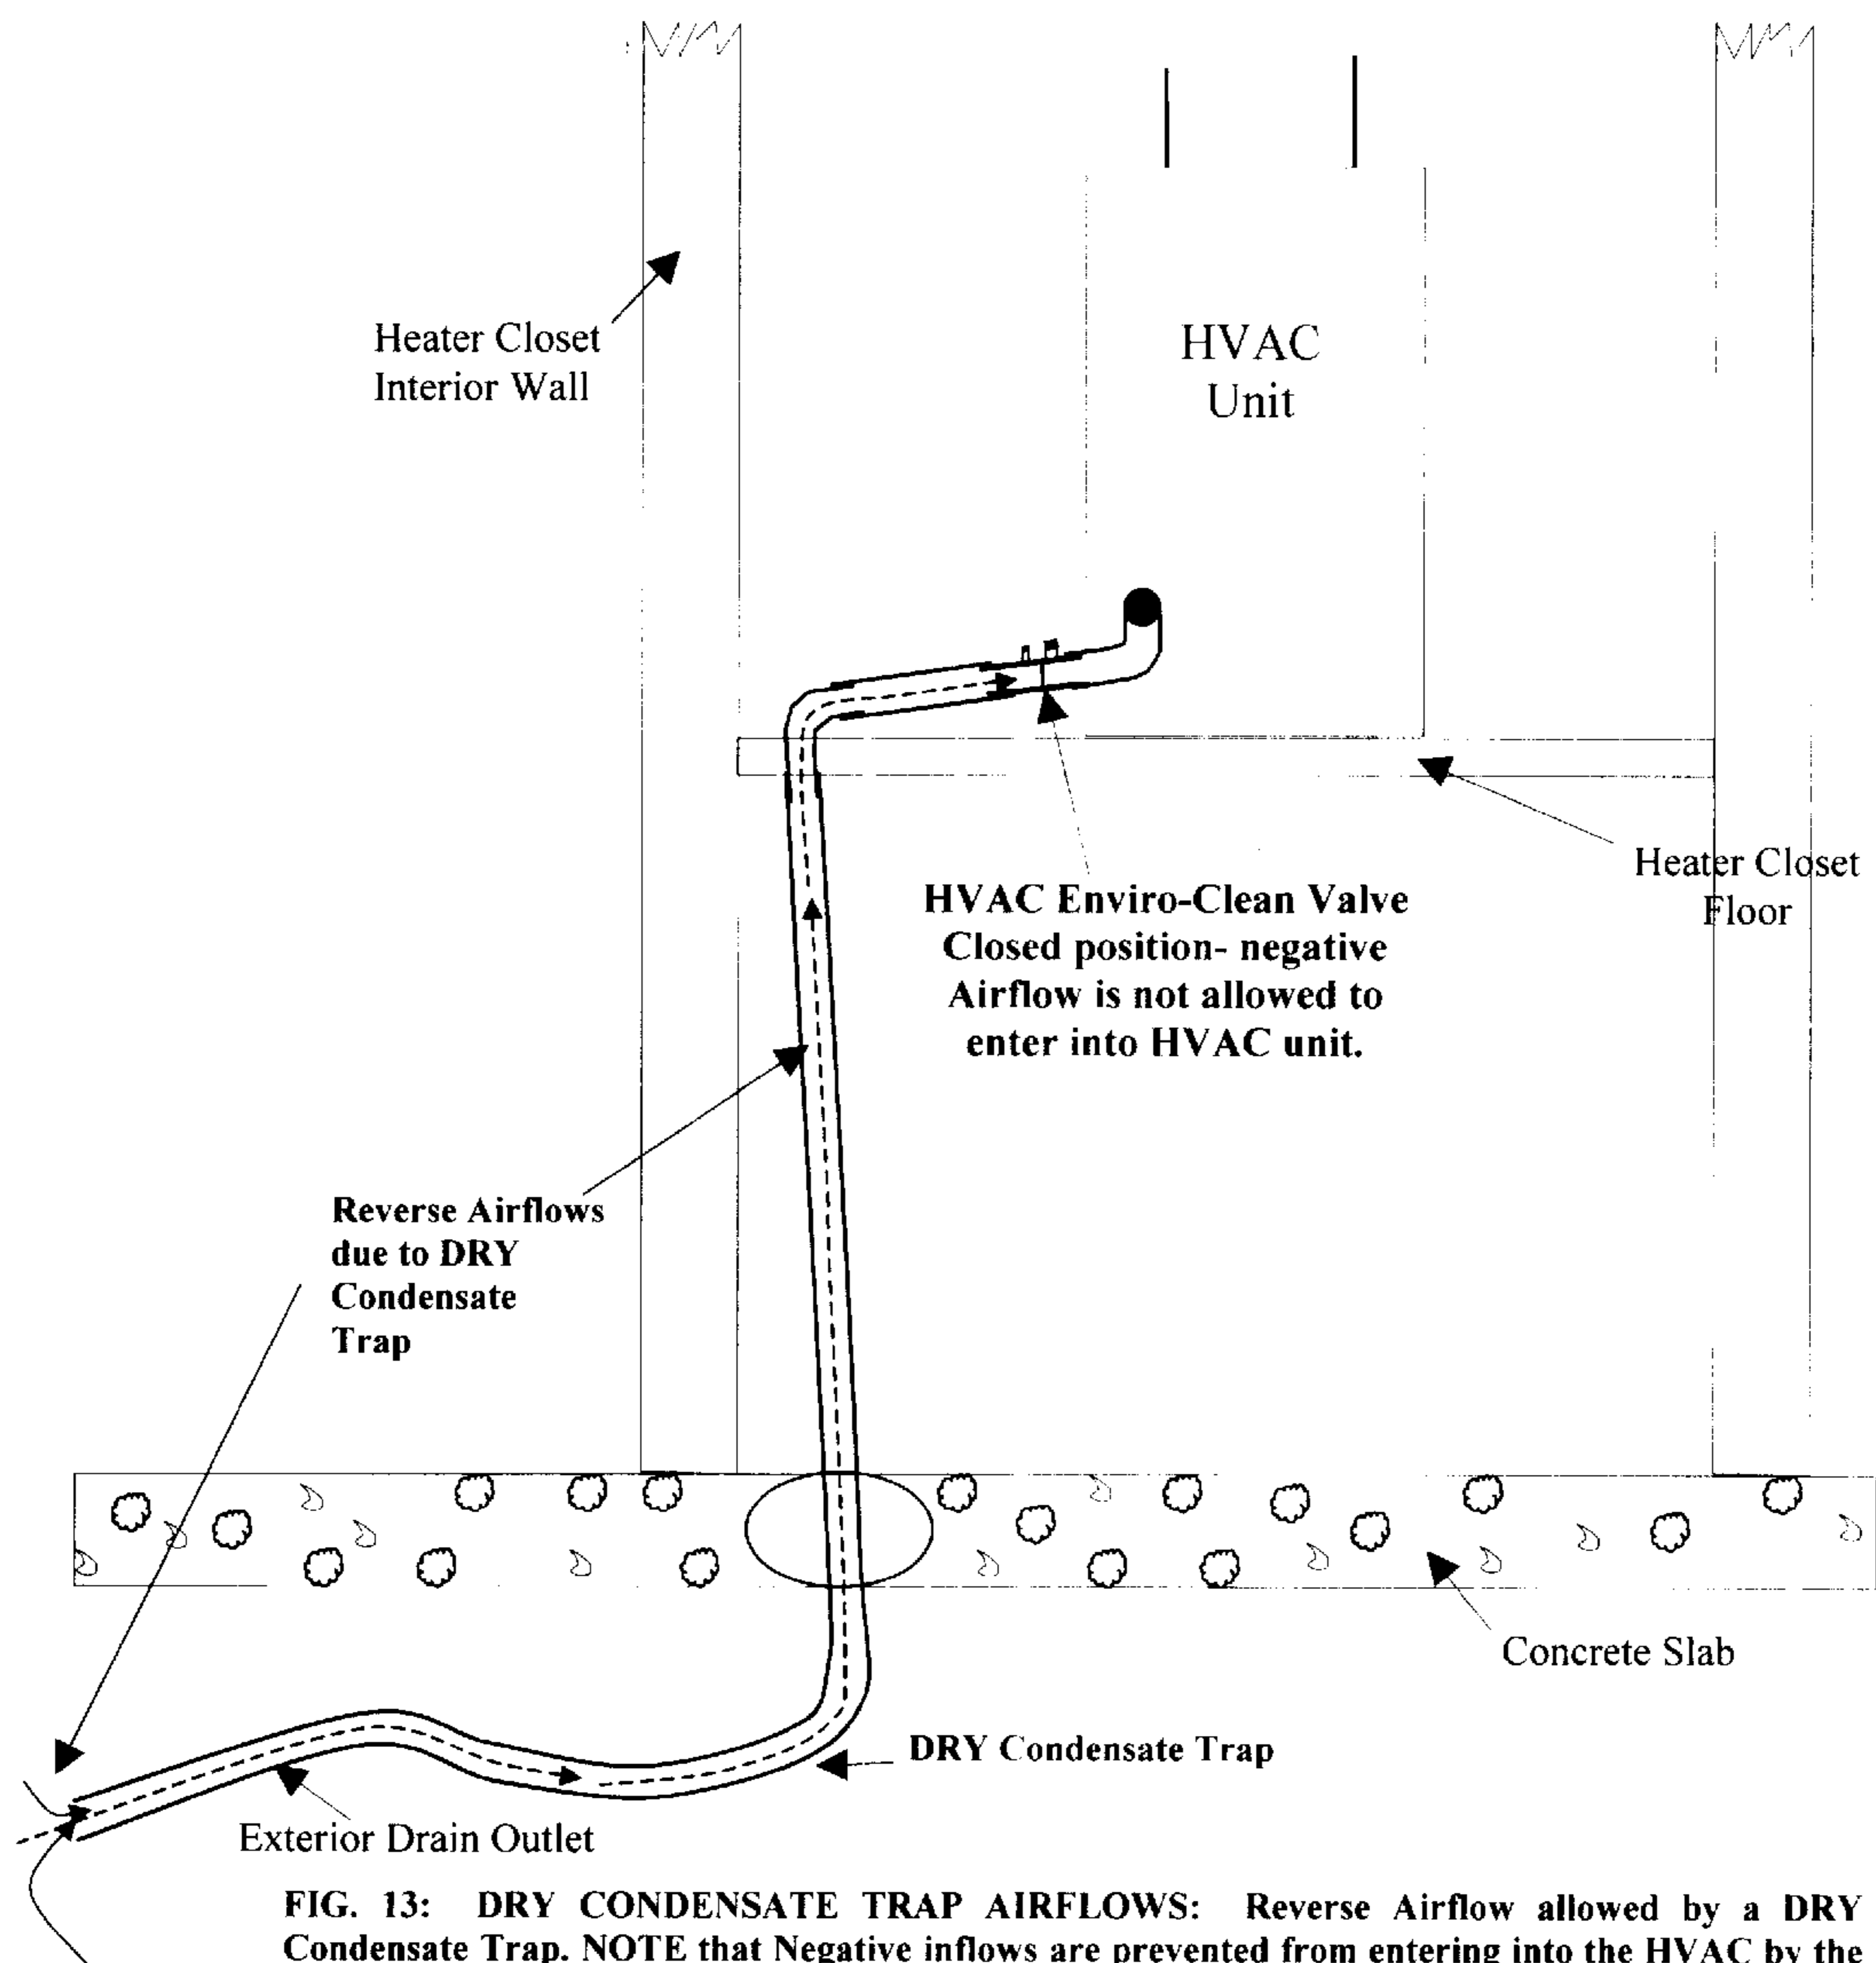 Heater Closet
Interior Wall
HVAC
Unit
Heater Closet
Floor
HVAC Enviro-Clean Valve
Closed position- negative
Airflow is not allowed to
enter into HVAC unit.
Reverse Airflows
due to DRY
Condensate
Trap
Concrete Slab
DRY Condensate Trap
Exterior Drain Outlet
FIG. 13: DRY CONDENSATE TRAP AIRFLOWS: Reverse Airflow allowed by a DRY
Condensate Trap. NOTE that Negative inflows are prevented from entering into the HVAC by the